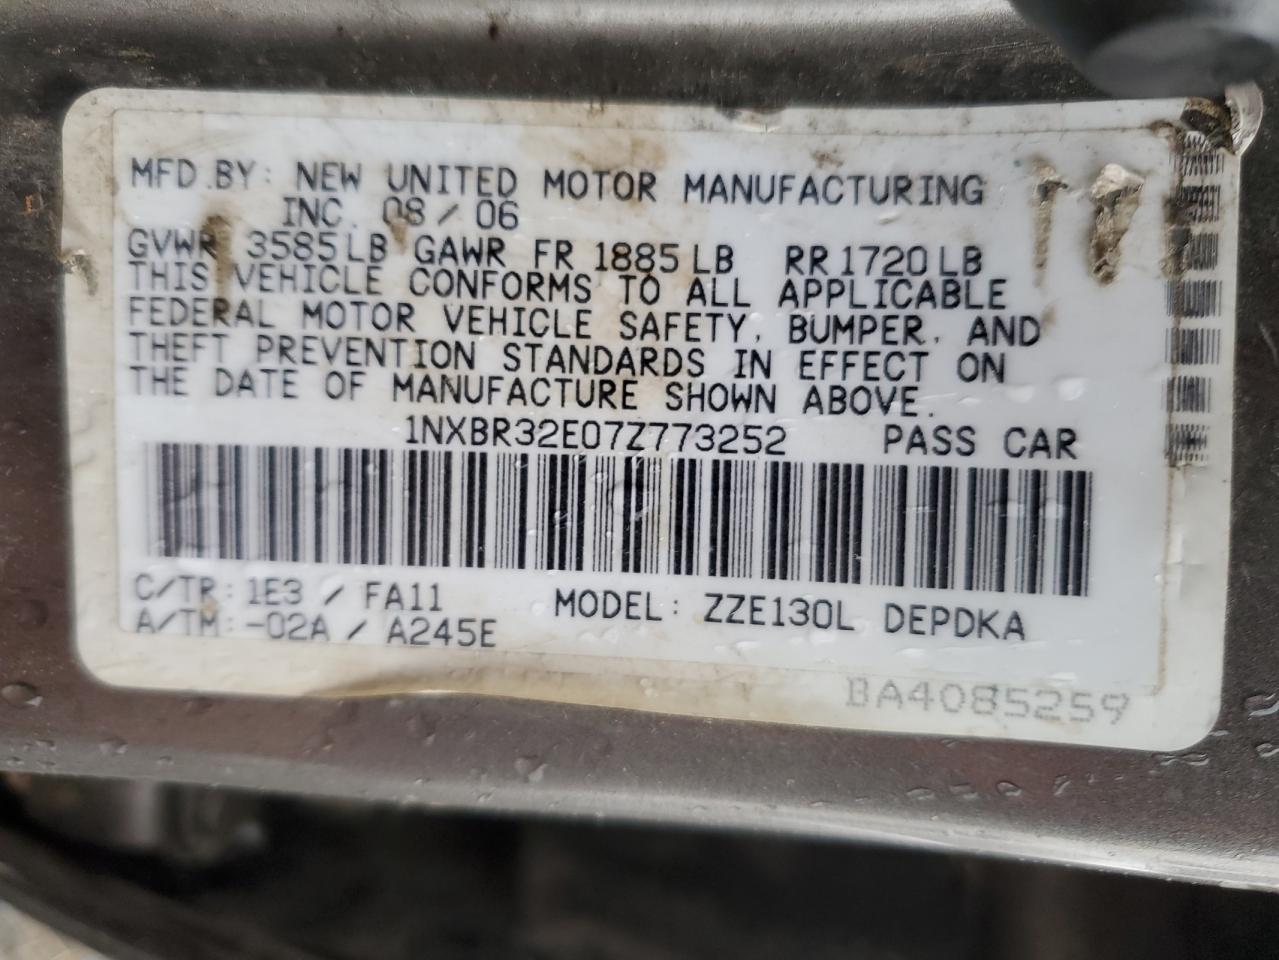 MFD.BY: NEW UNITED MOTOR MANUFACTURING
INC. 08 / 06
GVWR 3585LB GAWR FR 1885LB RR1720LB
THIS VEHICLE CONFORMS TO ALL APPLICABLE
FEDERAL MOTOR VEHICLE SAFETY, BUMPER, AND
THEFT PREVENTION STANDARDS IN EFFECT ON
THE DATE OF MANUFACTURE SHOWN ABOVE.
1NXBR32E07Z773252 PASS CAR
C/TR: 1E3 / FA11 MODEL: ZZE130L DEPDKA
A/TM: -02A / A245E
BA4085259